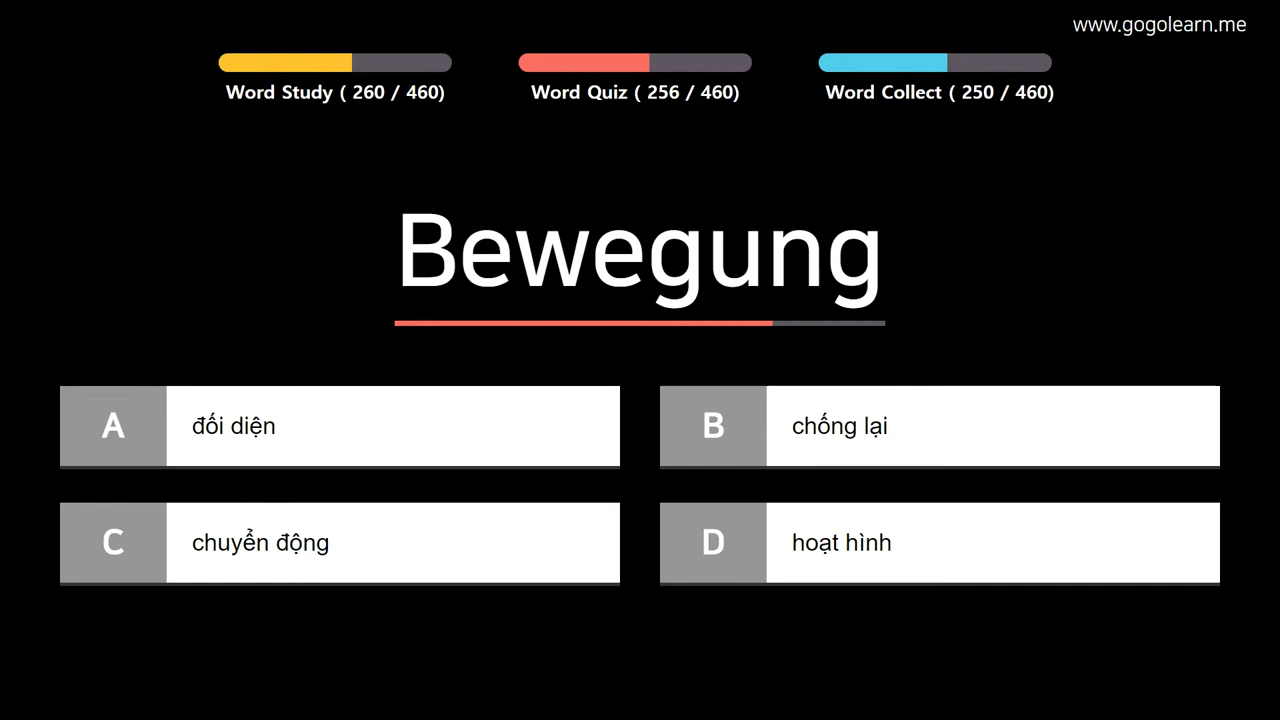 www.gogolearn.me
Word Study ( 260 / 460)
Word Quiz ( 256 / 460)
Word Collect ( 250 / 460)
Bewegung
A đối diện
B chống lại
C chuyển động
D hoạt hình